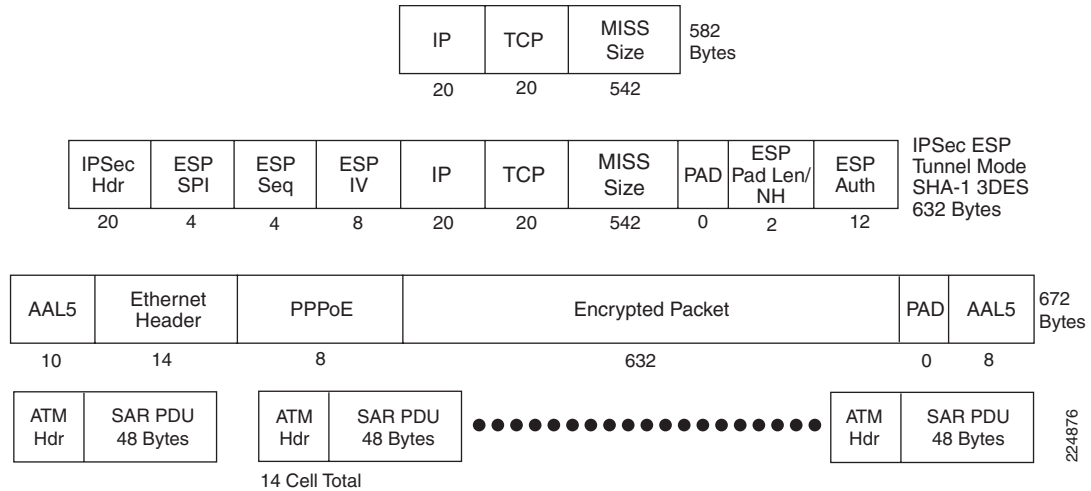 IP TCP MISS Size 582 Bytes
20 20 542
IPSec Hdr ESP SPI ESP Seq ESP IV IP TCP MISS Size PAD ESP Pad Len/ NH ESP Auth IPSec ESP Tunnel Mode SHA-1 3DES 632 Bytes
20 4 4 8 20 20 542 0 2 12
AAL5 Ethernet Header PPPoE Encrypted Packet PAD AAL5 672 Bytes
10 14 8 632 0 8
ATM Hdr SAR PDU 48 Bytes ATM Hdr SAR PDU 48 Bytes ATM Hdr SAR PDU 48 Bytes
14 Cell Total
224876